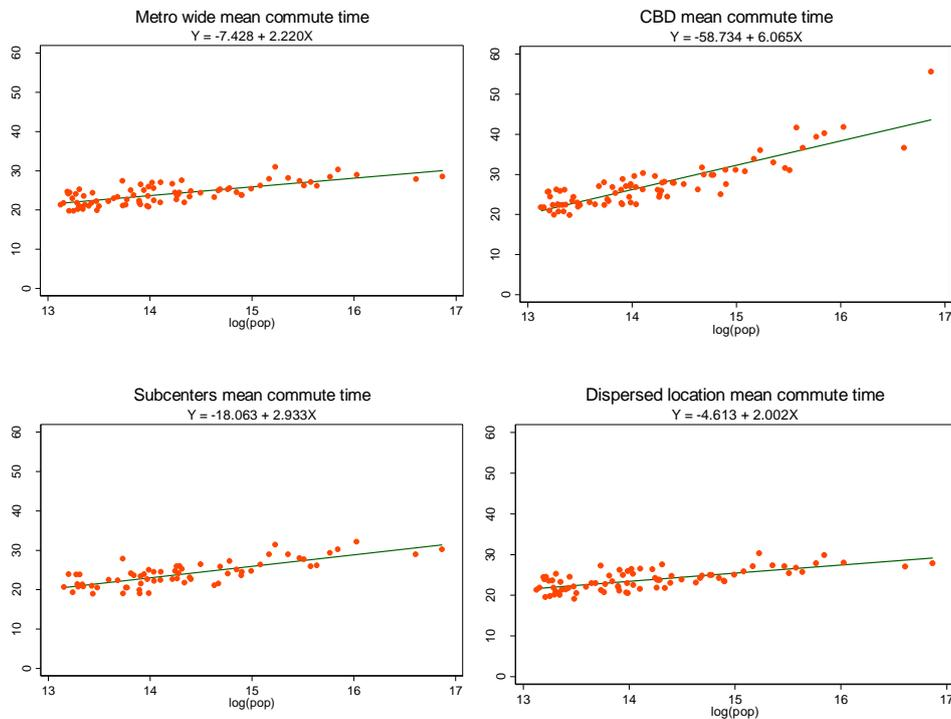 Metro wide mean commute time
Y = -7.428 + 2.220X
60
50
40
30
20
10
0
13 14 15 16 17
log(pop)
CBD mean commute time
Y = -58.734 + 6.065X
60
50
40
30
20
10
0
13 14 15 16 17
log(pop)
Subcenters mean commute time
Y = -18.063 + 2.933X
60
50
40
30
20
10
0
13 14 15 16 17
log(pop)
Dispersed location mean commute time
Y = -4.613 + 2.002X
60
50
40
30
20
10
0
13 14 15 16 17
log(pop)